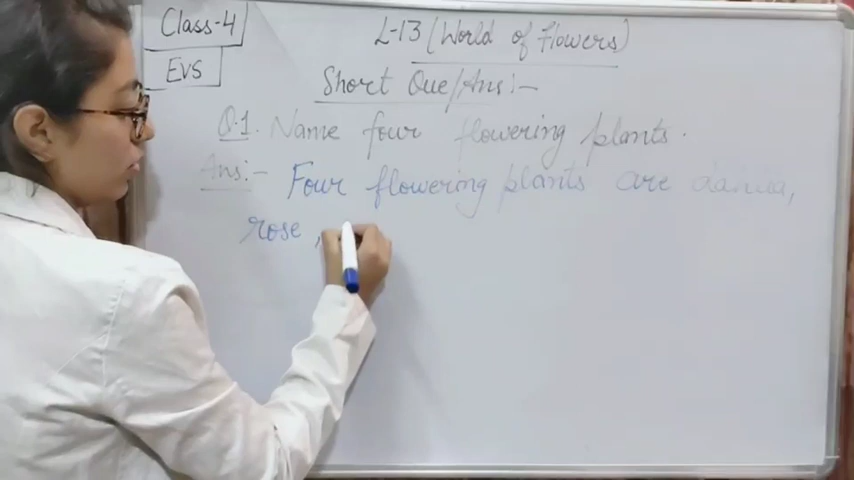 Class-4
EVS
L-13 (World of flowers)
Short Que/Ans:-
Q.1. Name four flowering plants.
Ans:- Four flowering plants are
rose,